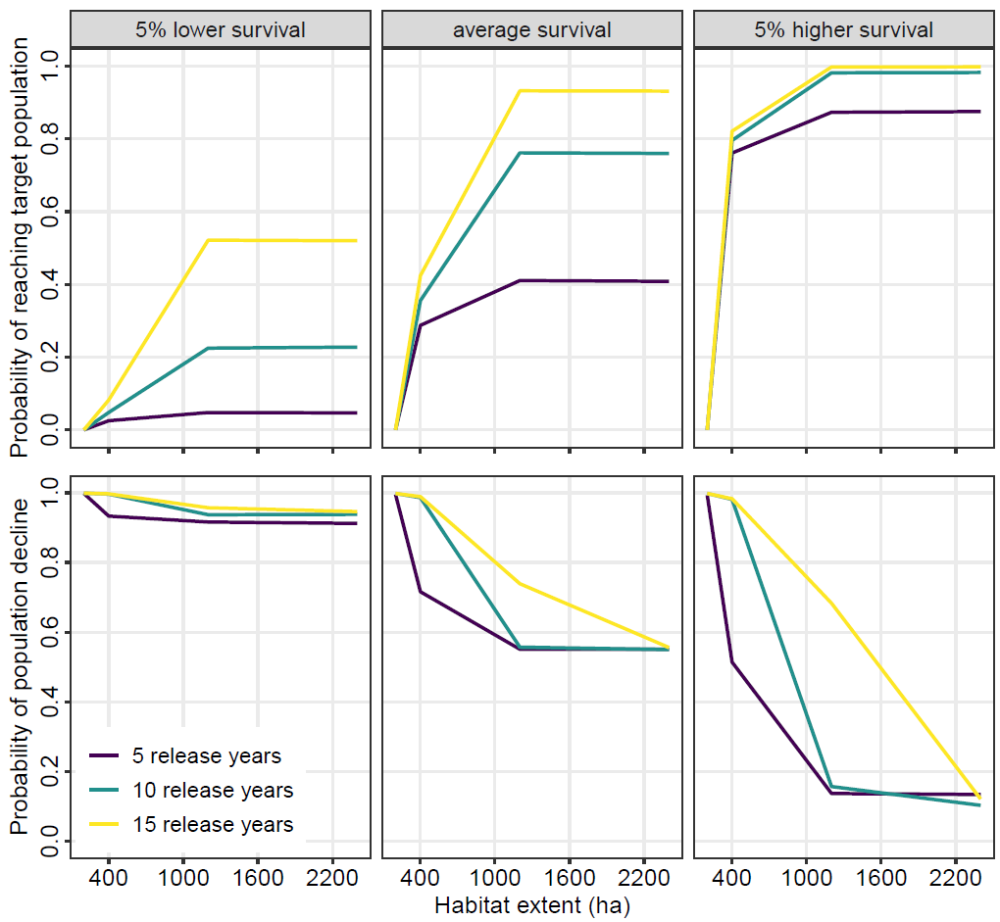 5% lower survival
average survival
5% higher survival
Probability of reaching target population
1.0
0.8
0.6
0.4
0.2
0.0
Probability of population decline
1.0
0.8
0.6
0.4
0.2
0.0
5 release years
10 release years
15 release years
400 1000 1600 2200
400 1000 1600 2200
400 1000 1600 2200
Habitat extent (ha)